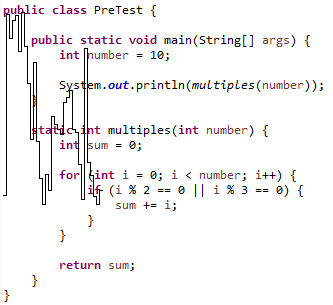 public class PreTest {
public static void main(String[] args) {
int number = 10;
System.out.println(multiples(number));
}
static int multiples(int number) {
int sum = 0;
for (int i = 0; i < number; i++) {
if (i % 2 == 0 || i % 3 == 0) {
sum += i;
}
}
return sum;
}
}